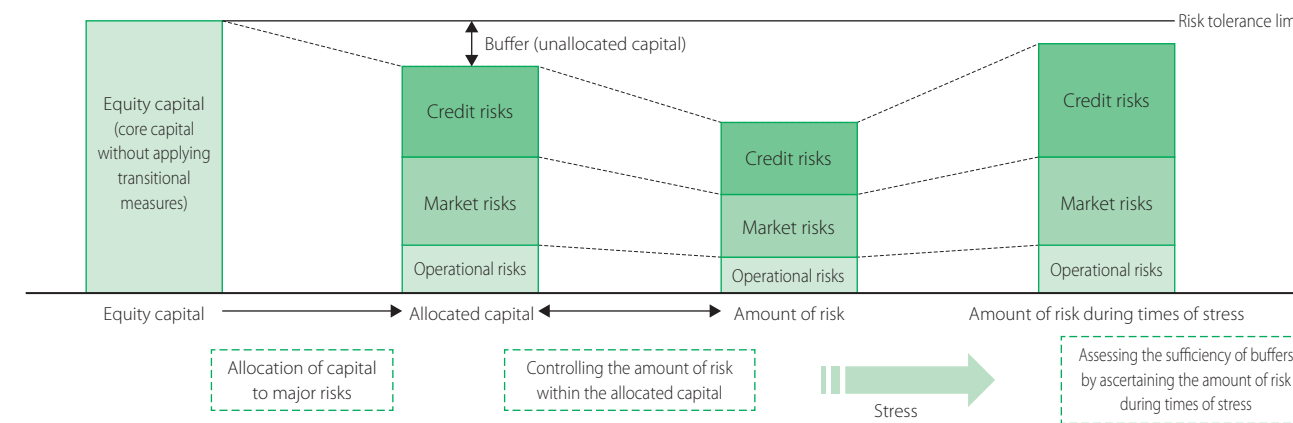 Risk tolerance lim
Buffer (unallocated capital)
Equity capital
(core capital
without applying
transitional
measures)
Credit risks
Market risks
Operational risks
Credit risks
Market risks
Operational risks
Credit risks
Market risks
Operational risks
Equity capital
Allocated capital
Amount of risk
Amount of risk during times of stress
Allocation of capital
to major risks
Controlling the amount of risk
within the allocated capital
Stress
Assessing the sufficiency of buffers
by ascertaining the amount of risk
during times of stress